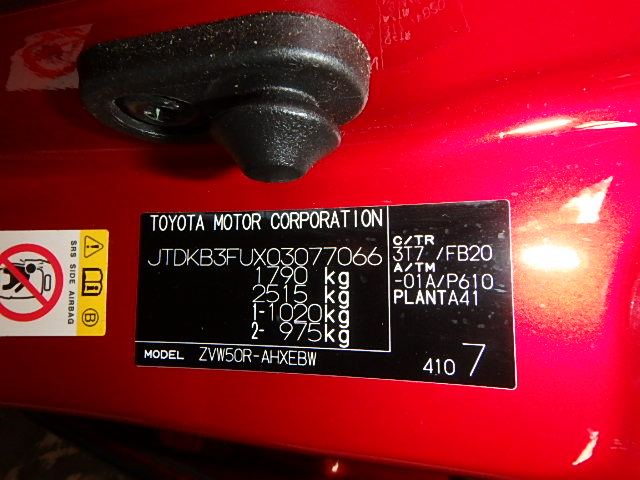 TOYOTA MOTOR CORPORATION
JTDKB3FUX03077066
1790 kg
2515 kg
1-1020kg
2- 975kg
MODEL ZVW50R-AHXEBW
C/TR
3T7 /FB20
A/TM
-01A/P610
PLANTA41
410 7
SRS SIDE AIRBAG
B